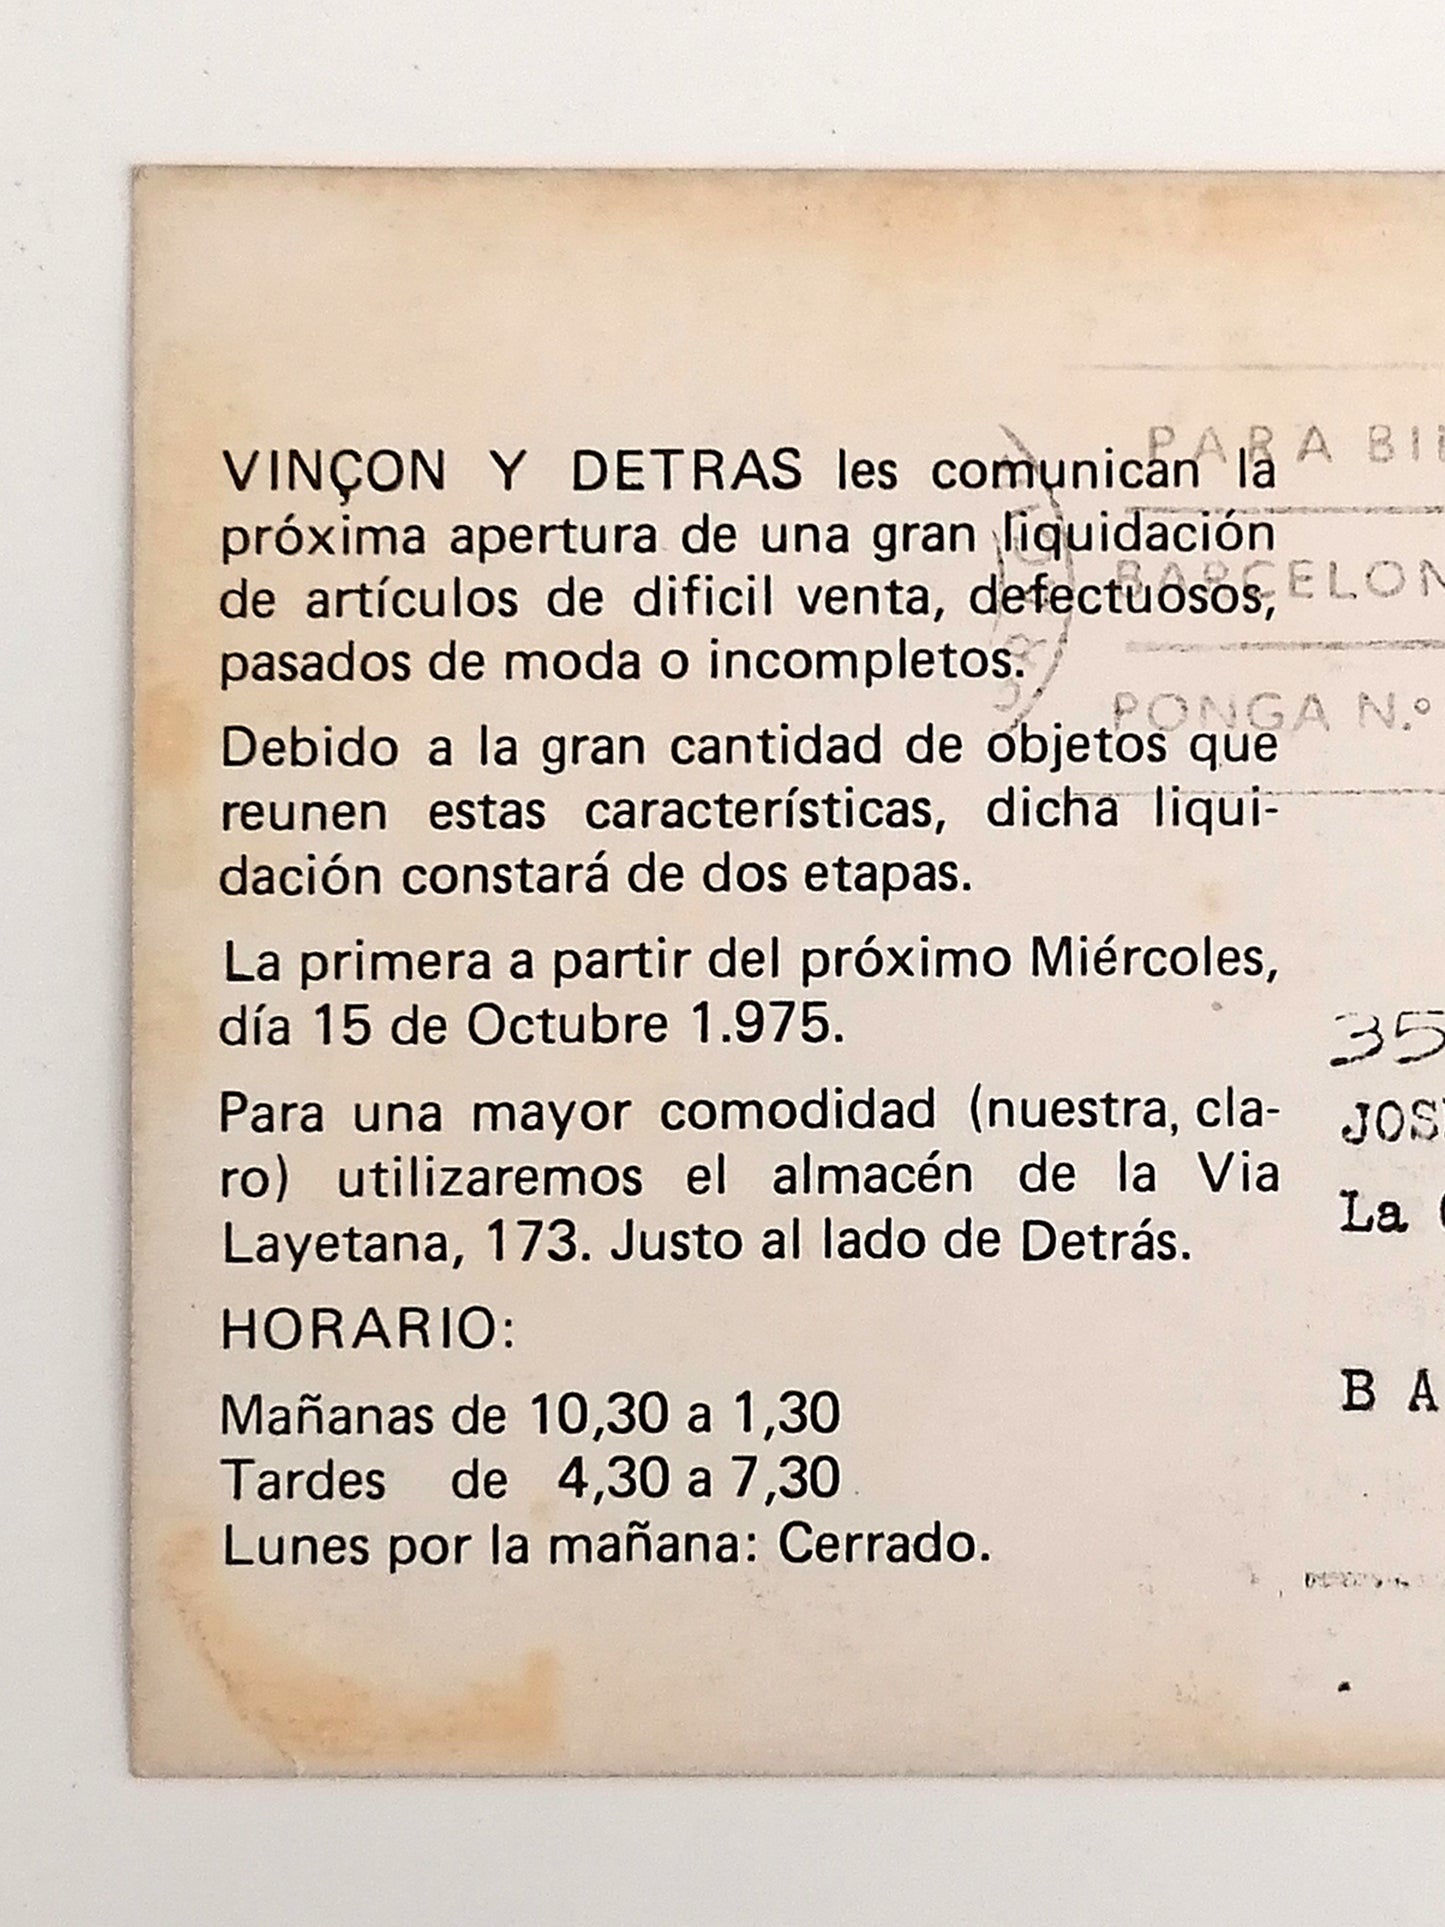 VINÇON Y DETRAS les comunican la
próxima apertura de una gran liquidación
de artículos de dificil venta, defectuosos,
pasados de moda o incompletos.
Debido a la gran cantidad de objetos que
reunen estas características, dicha liqui-
dación constará de dos etapas.
La primera a partir del próximo Miércoles,
día 15 de Octubre 1.975.
Para una mayor comodidad (nuestra, cla-
ro) utilizaremos el almacén de la Via
Layetana, 173. Justo al lado de Detrás.
HORARIO:
Mañanas de 10,30 a 1,30
Tardes de 4,30 a 7,30
Lunes por la mañana: Cerrado.
PARA
PONGA N.º
La